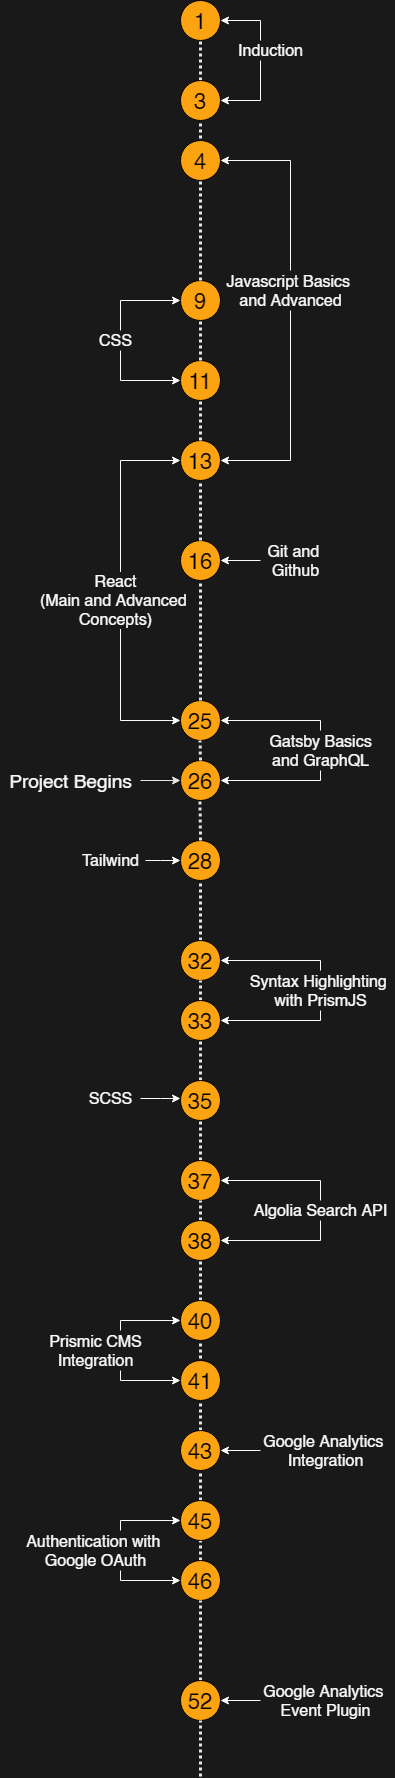 1
Induction
3
4
Javascript Basics
and Advanced
9
CSS
11
13
Git and
Github
16
React
(Main and Advanced
Concepts)
25
Gatsby Basics
and GraphQL
Project Begins
26
Tailwind
28
32
Syntax Highlighting
with PrismJS
33
SCSS
35
37
Algolia Search API
38
40
Prismic CMS
Integration
41
43
Google Analytics
Integration
45
Authentication with
Google OAuth
46
52
Google Analytics
Event Plugin